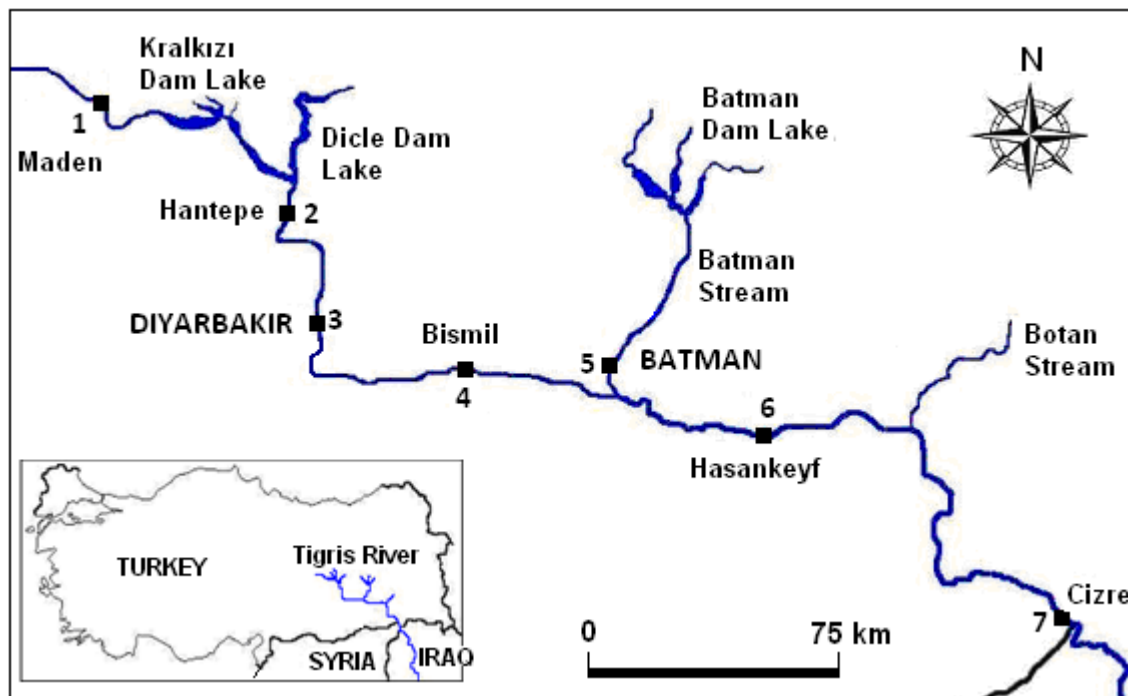 Kralkızı
Dam Lake
N
1
Maden
Dicle Dam
Lake
Batman
Dam Lake
Hantepe
2
Batman
Stream
DIYARBAKIR
3
Bismil
4
5
BATMAN
Botan
Stream
6
Hasankeyf
TURKEY
Tigris River
SYRIA
IRAQ
0
75 km
Cizre
7